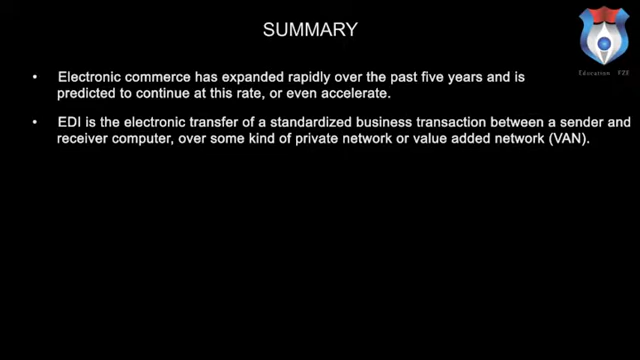 SUMMARY
• Electronic commerce has expanded rapidly over the past five years and is
predicted to continue at this rate, or even accelerate.
• EDI is the electronic transfer of a standardized business transaction between a sender and
receiver computer, over some kind of private network or value added network (VAN).
Education FZE